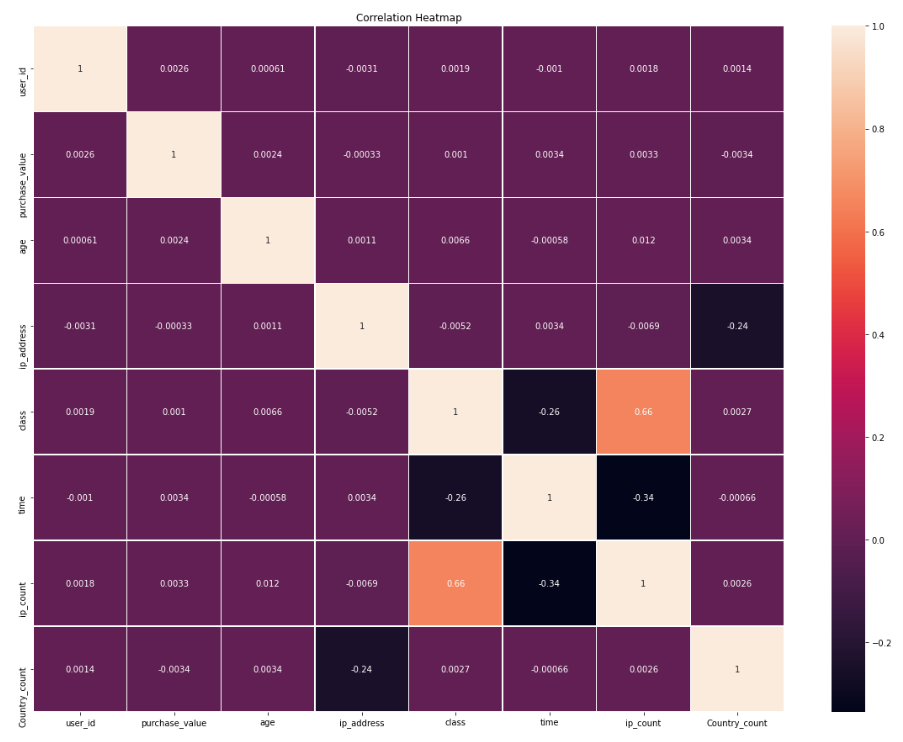 Correlation Heatmap
user_id 1 0.0026 0.00061 -0.0031 0.0019 -0.001 0.0018 0.0014
purchase_value 0.0026 1 0.0024 -0.00033 0.001 0.0034 0.0033 -0.0034
age 0.00061 0.0024 1 0.0011 0.0066 -0.00058 0.012 0.0034
ip_address -0.0031 -0.00033 0.0011 1 -0.0052 0.0034 -0.0069 -0.24
class 0.0019 0.001 0.0066 -0.0052 1 -0.26 0.66 0.0027
time -0.001 0.0034 -0.00058 0.0034 -0.26 1 -0.34 -0.00066
ip_count 0.0018 0.0033 0.012 -0.0069 0.66 -0.34 1 0.0026
Country_count 0.0014 -0.0034 0.0034 -0.24 0.0027 -0.00066 0.0026 1
user_id purchase_value age ip_address class time ip_count Country_count
1.0
0.8
0.6
0.4
0.2
0.0
−0.2